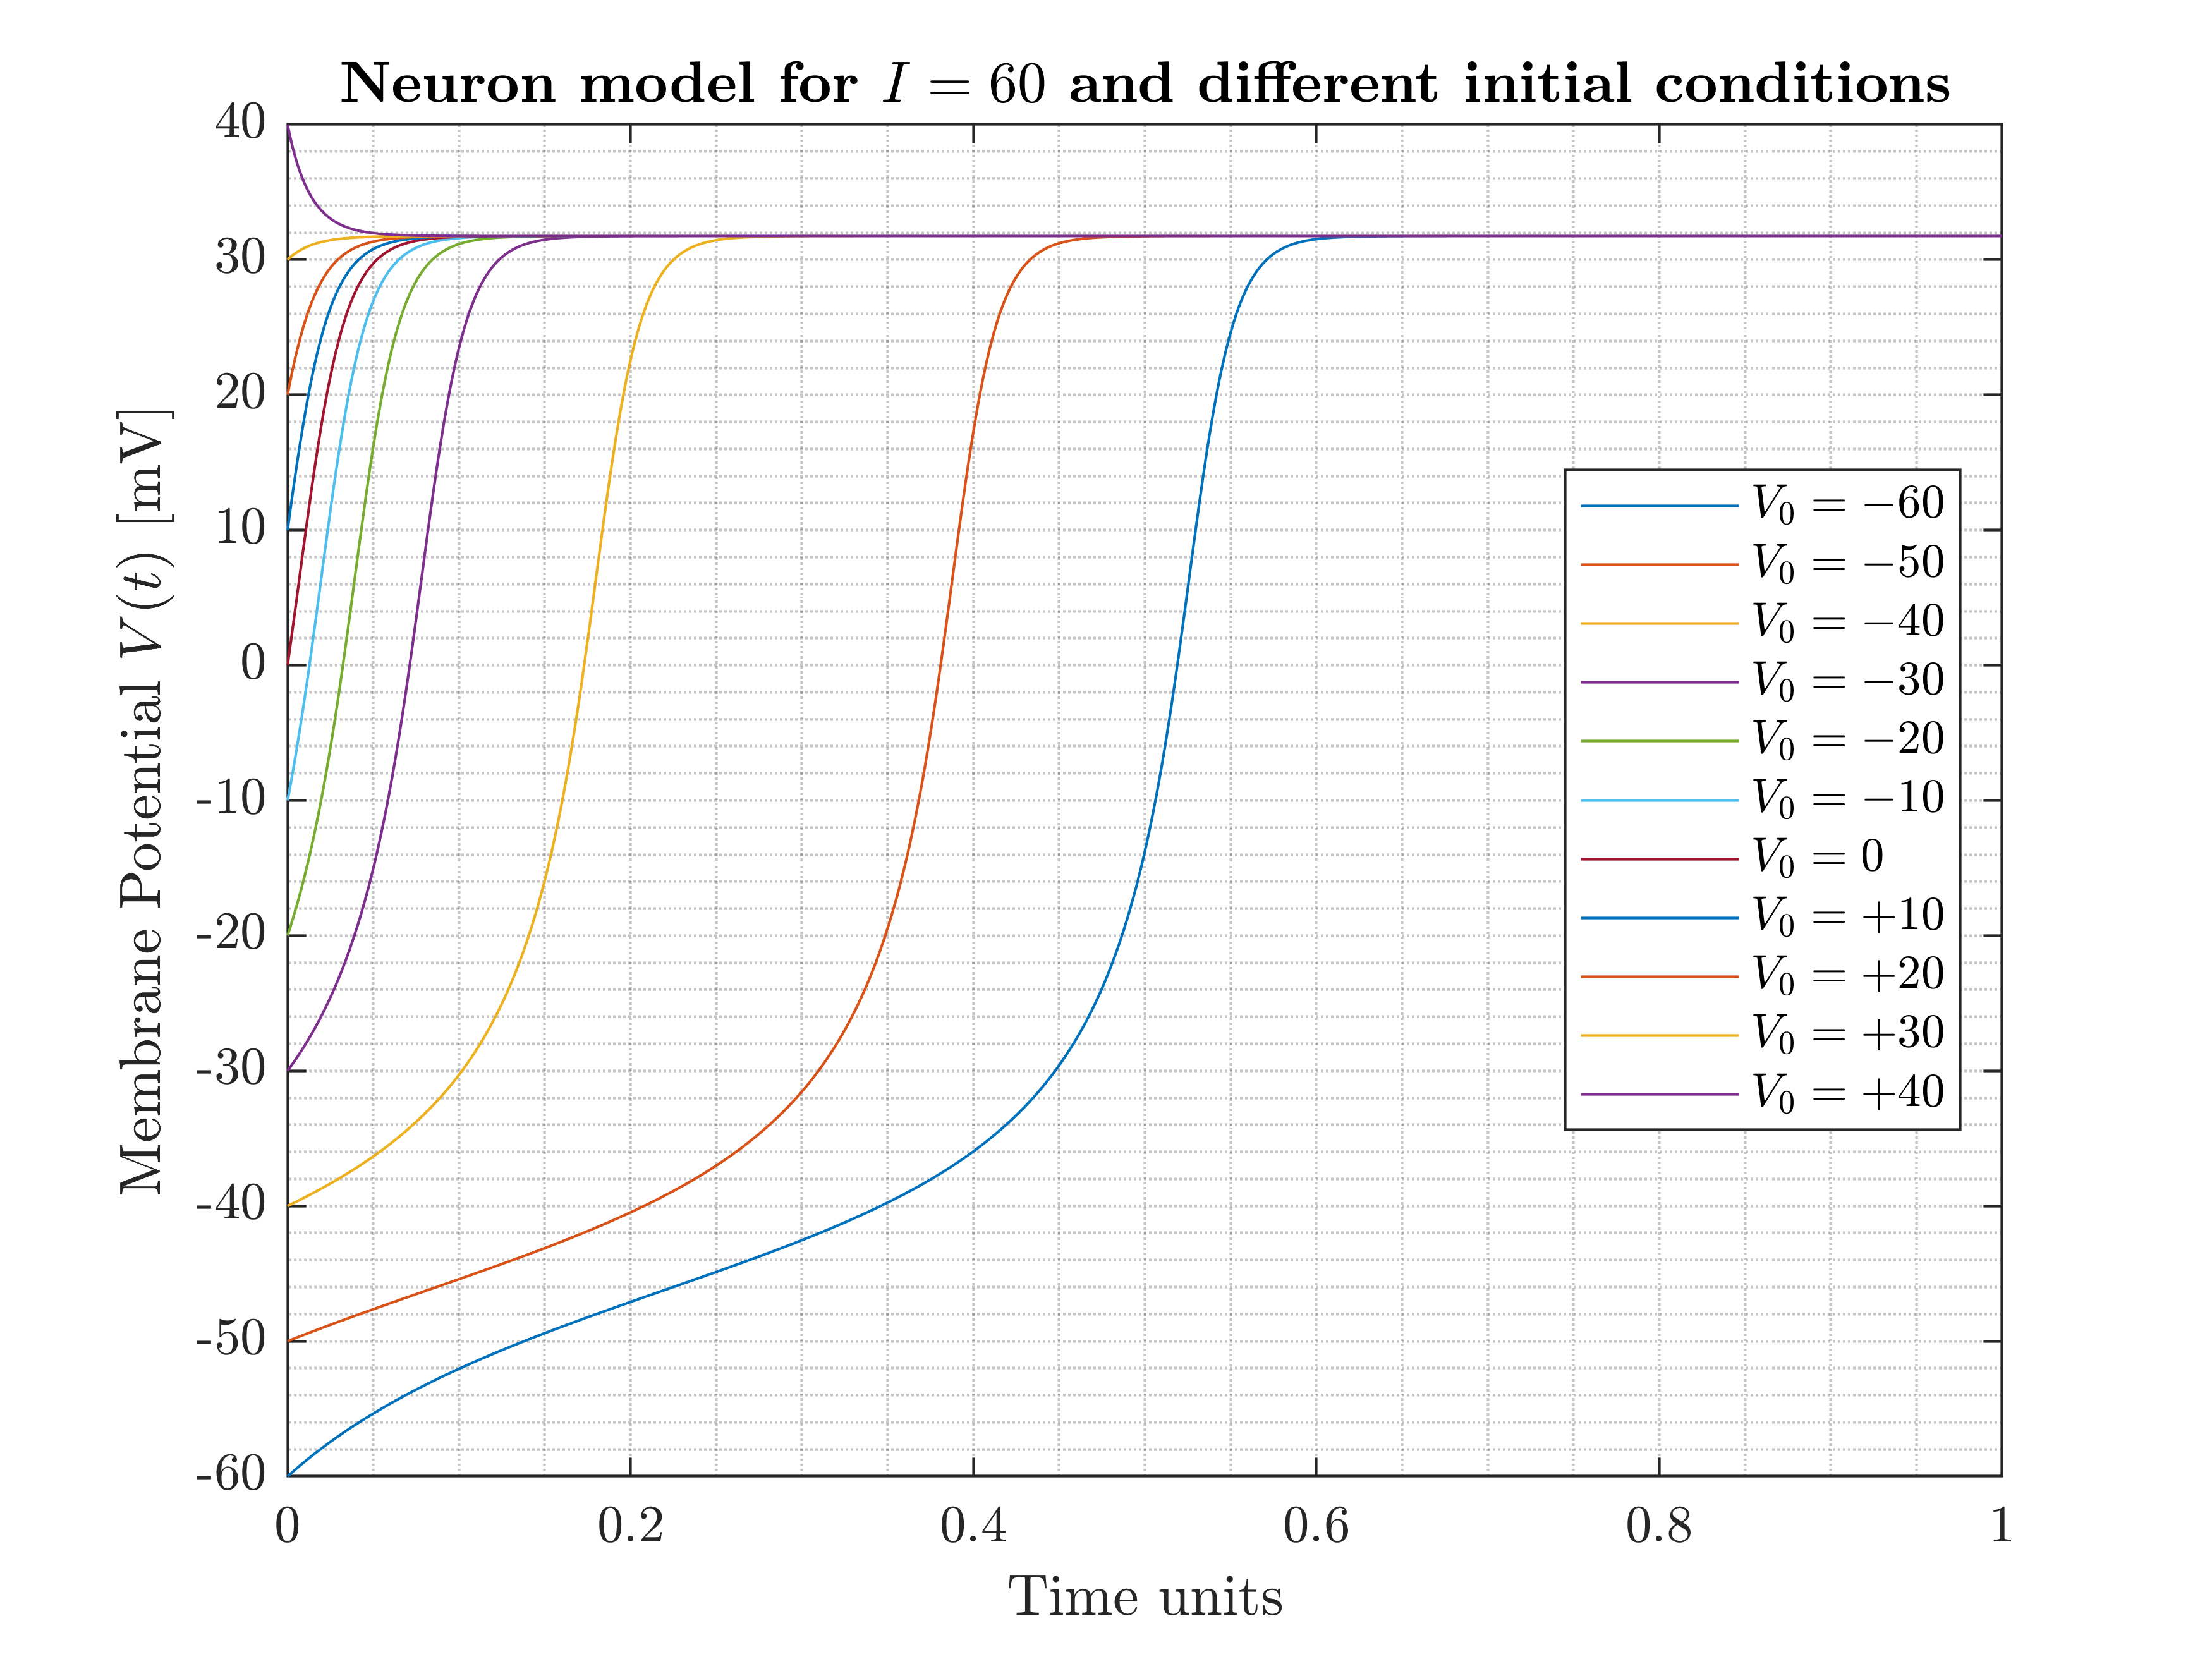 Neuron model for I = 60 and different initial conditions
Membrane Potential V(t) [mV]
40
30
20
10
0
-10
-20
-30
-40
-50
-60
V₀ = −60
V₀ = −50
V₀ = −40
V₀ = −30
V₀ = −20
V₀ = −10
V₀ = 0
V₀ = +10
V₀ = +20
V₀ = +30
V₀ = +40
0 0.2 0.4 0.6 0.8 1
Time units